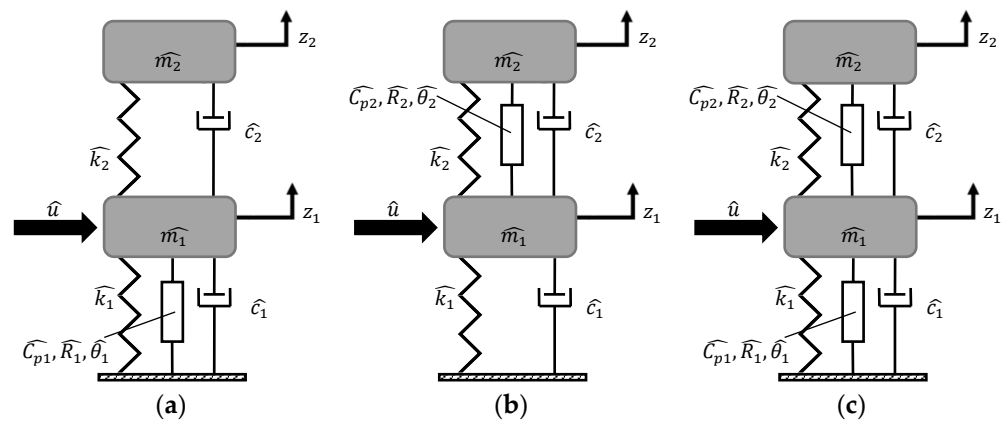 z₂
m̂₂
ĉ₂
k̂₂
û
z₁
m̂₁
k̂₁
ĉ₁
Ĉₚ₁, R̂₁, θ̂₁
(a)
z₂
m̂₂
Ĉₚ₂, R̂₂, θ̂₂
ĉ₂
k̂₂
û
z₁
m̂₁
k̂₁
ĉ₁
(b)
z₂
m̂₂
Ĉₚ₂, R̂₂, θ̂₂
ĉ₂
k̂₂
û
z₁
m̂₁
k̂₁
ĉ₁
Ĉₚ₁, R̂₁, θ̂₁
(c)